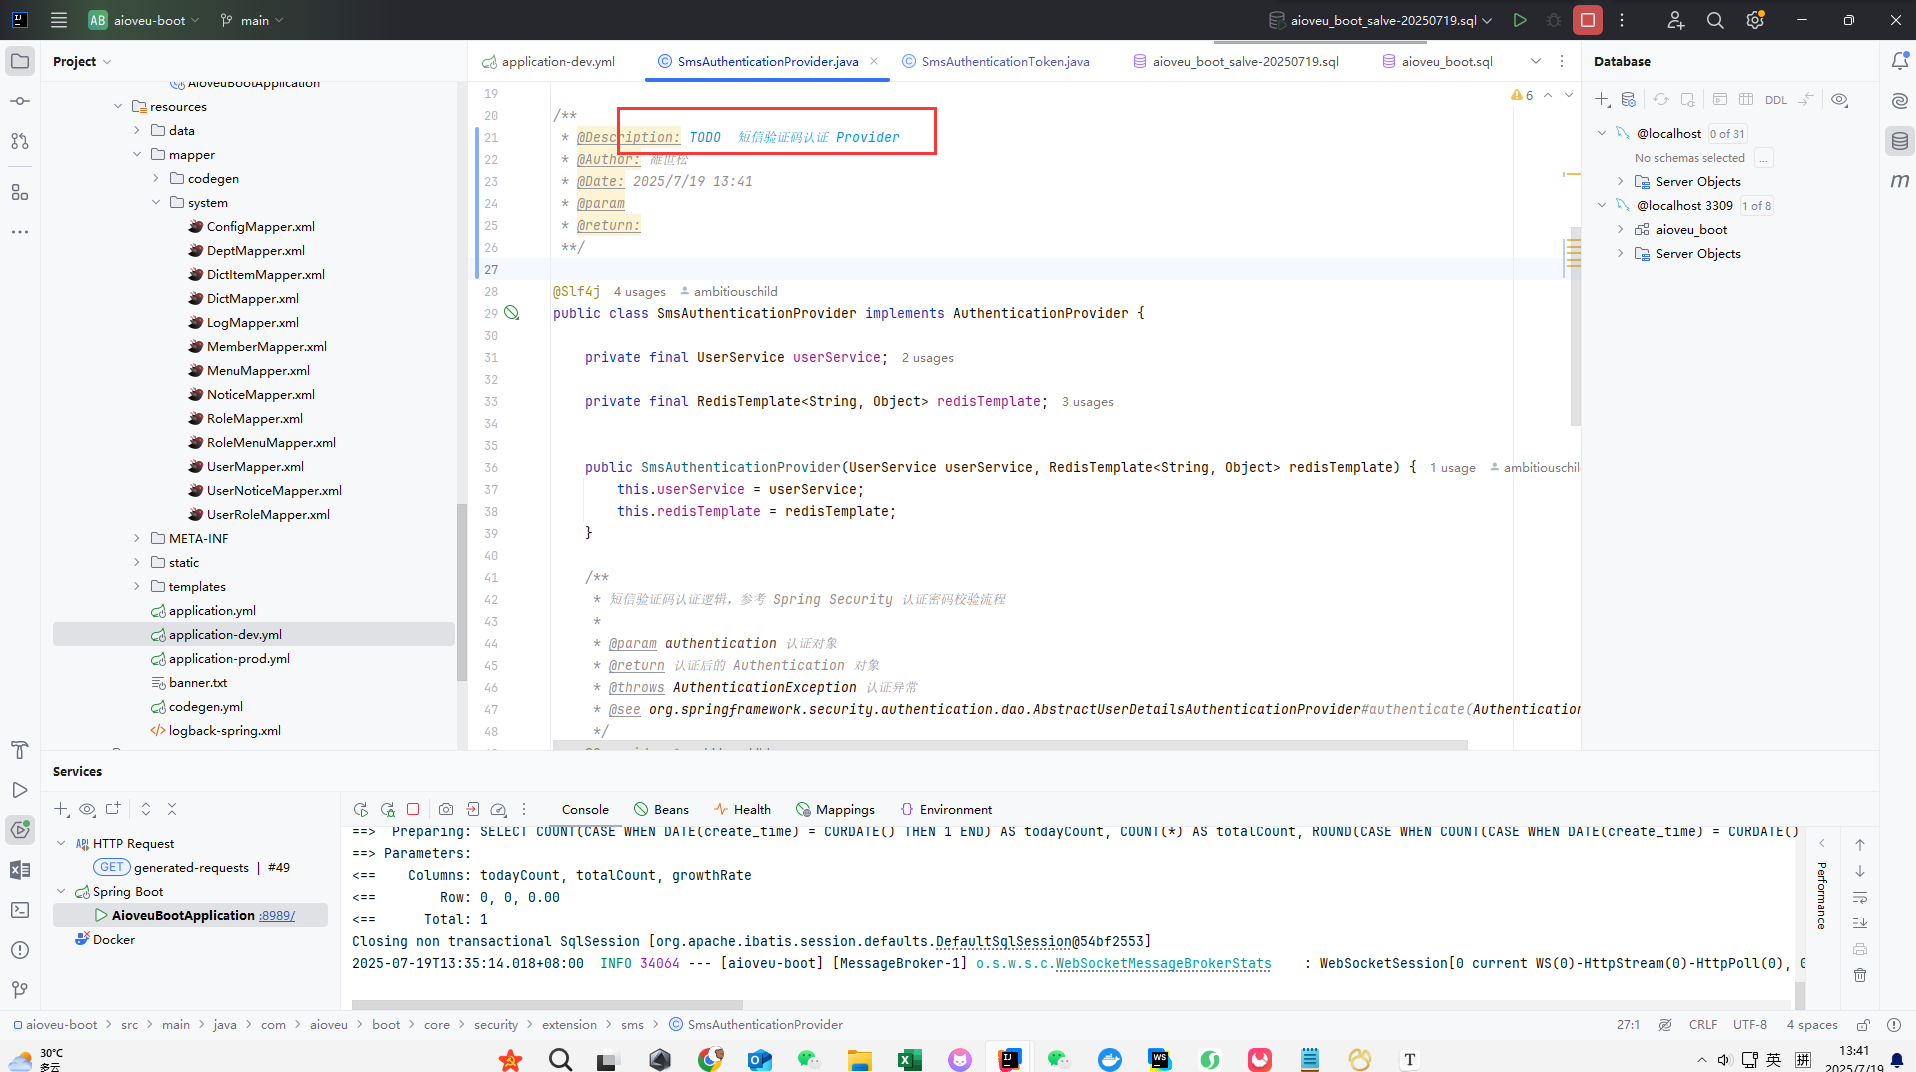 AB aioveu-boot main aioveu_boot_salve-20250719.sql
Project
application-dev.yml SmsAuthenticationProvider.java SmsAuthenticationToken.java aioveu_boot_salve-20250719.sql aioveu_boot.sql
Database
AioveuBootApplication
resources
data
mapper
codegen
system
ConfigMapper.xml
DeptMapper.xml
DictItemMapper.xml
DictMapper.xml
LogMapper.xml
MemberMapper.xml
MenuMapper.xml
NoticeMapper.xml
RoleMapper.xml
RoleMenuMapper.xml
UserMapper.xml
UserNoticeMapper.xml
UserRoleMapper.xml
META-INF
static
templates
application.yml
application-dev.yml
application-prod.yml
banner.txt
codegen.yml
logback-spring.xml
6
19
20 /**
21 * @Description: TODO 短信验证码认证 Provider
22 * @Author: 雒世松
23 * @Date: 2025/7/19 13:41
24 * @param
25 * @return:
26 **/
27
28 @Slf4j 4 usages ambitiouschild
29 public class SmsAuthenticationProvider implements AuthenticationProvider {
30
31 private final UserService userService; 2 usages
32
33 private final RedisTemplate<String, Object> redisTemplate; 3 usages
34
35
36 public SmsAuthenticationProvider(UserService userService, RedisTemplate<String, Object> redisTemplate) { 1 usage ambitiouschil
37 this.userService = userService;
38 this.redisTemplate = redisTemplate;
39 }
40
41 /**
42 * 短信验证码认证逻辑，参考 Spring Security 认证密码校验流程
43 *
44 * @param authentication 认证对象
45 * @return 认证后的 Authentication 对象
46 * @throws AuthenticationException 认证异常
47 * @see org.springframework.security.authentication.dao.AbstractUserDetailsAuthenticationProvider#authenticate(Authentication
48 */
DDL
@localhost 0 of 31
No schemas selected ...
Server Objects
@localhost 3309 1 of 8
aioveu_boot
Server Objects
m
Services
Console Beans Health Mappings Environment
HTTP Request
GET generated-requests | #49
Spring Boot
AioveuBootApplication :8989/
Docker
==> Preparing: SELECT COUNT(CASE WHEN DATE(create_time) = CURDATE() THEN 1 END) AS todayCount, COUNT(*) AS totalCount, ROUND(CASE WHEN COUNT(CASE WHEN DATE(create_time) = CURDATE()
==> Parameters:
<== Columns: todayCount, totalCount, growthRate
<== Row: 0, 0, 0.00
<== Total: 1
Closing non transactional SqlSession [org.apache.ibatis.session.defaults.DefaultSqlSession@54bf2553]
2025-07-19T13:35:14.018+08:00 INFO 34064 --- [aioveu-boot] [MessageBroker-1] o.s.w.s.c.WebSocketMessageBrokerStats : WebSocketSession[0 current WS(0)-HttpStream(0)-HttpPoll(0), 0
Performance
aioveu-boot > src > main > java > com > aioveu > boot > core > security > extension > sms > SmsAuthenticationProvider
27:1 CRLF UTF-8 4 spaces
30°C
多云
英 拼
13:41
2025/7/19